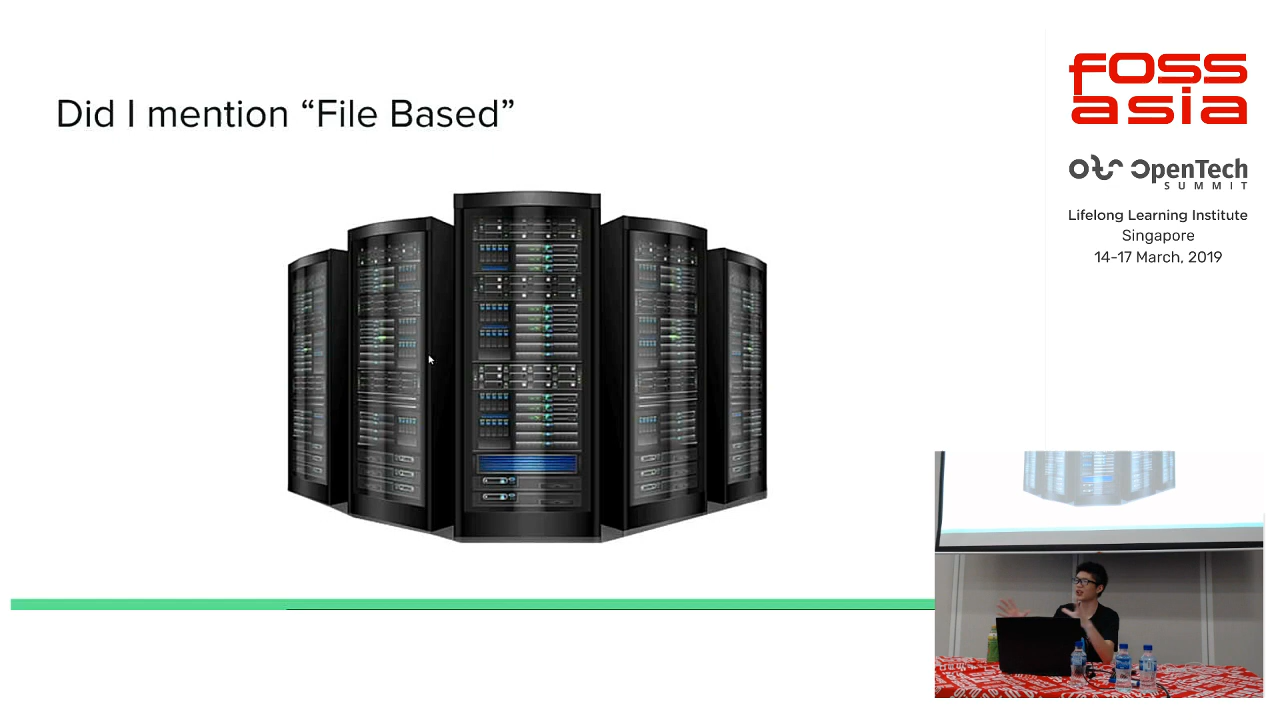 Did I mention “File Based”
foss
asia
OpenTech
SUMMIT
Lifelong Learning Institute
Singapore
14-17 March, 2019